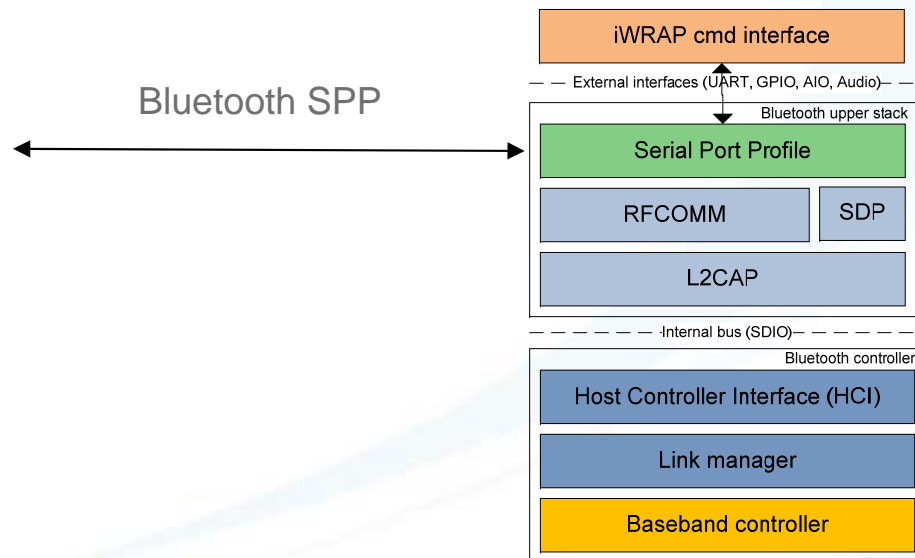 iWRAP cmd interface
External interfaces (UART, GPIO, AIO, Audio)
Bluetooth SPP
Bluetooth upper stack
Serial Port Profile
RFCOMM
SDP
L2CAP
Internal bus (SDIO)
Bluetooth controller
Host Controller Interface (HCI)
Link manager
Baseband controller